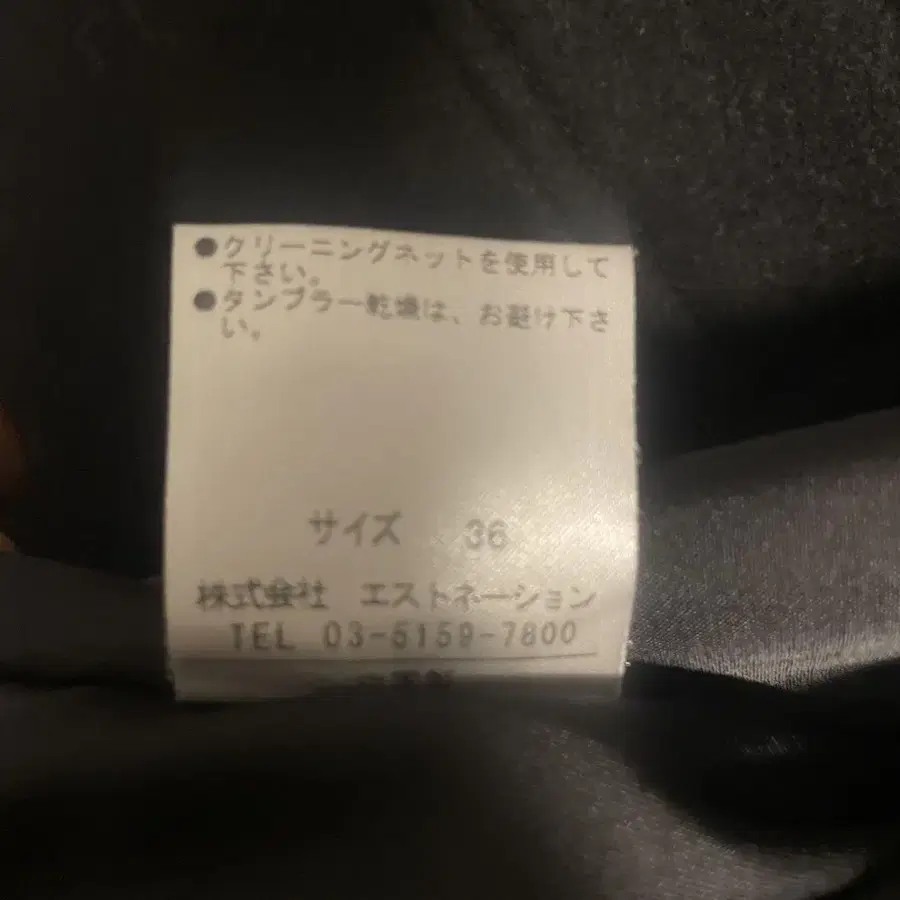 ●クリーニングネットを使用して
下さい。
●タンブラー乾燥は、お避け下さ
い。
サイズ 36
株式会社 エストネーション
TEL 03-5159-7800